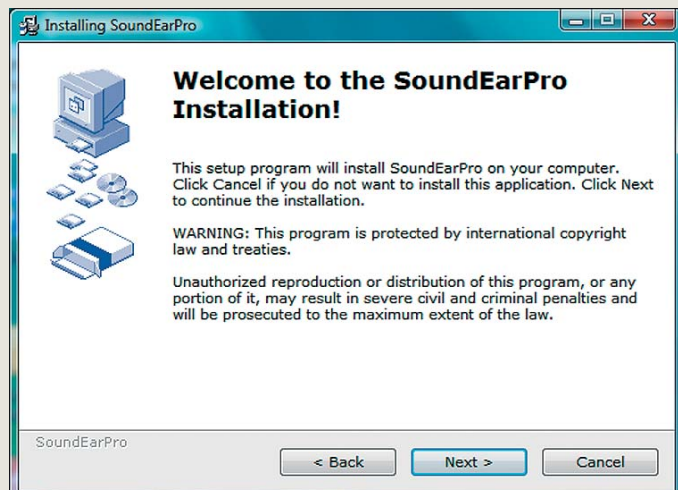 Installing SoundEarPro
Welcome to the SoundEarPro
Installation!
This setup program will install SoundEarPro on your computer.
Click Cancel if you do not want to install this application. Click Next
to continue the installation.
WARNING: This program is protected by international copyright
law and treaties.
Unauthorized reproduction or distribution of this program, or any
portion of it, may result in severe civil and criminal penalties and
will be prosecuted to the maximum extent of the law.
SoundEarPro
< Back Next > Cancel